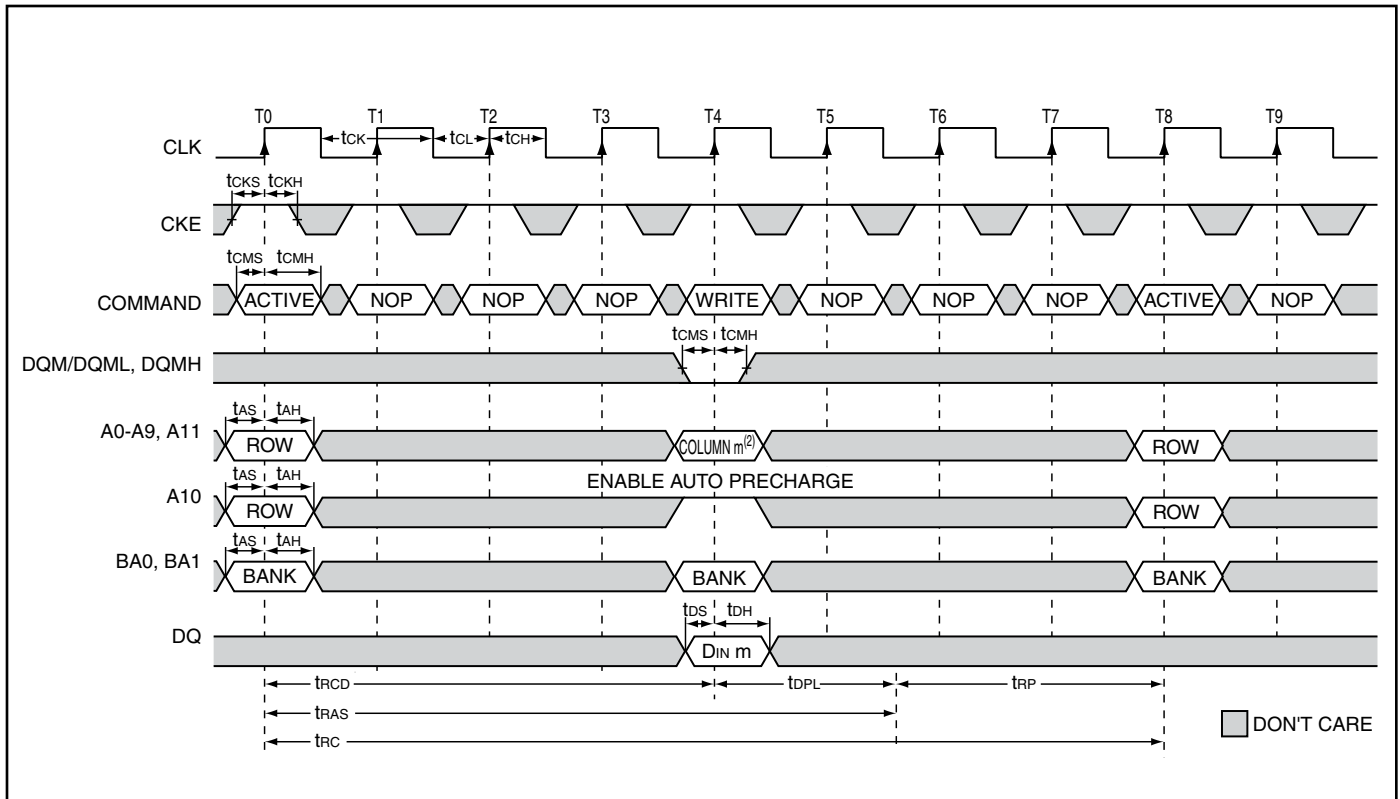 T0 T1 T2 T3 T4 T5 T6 T7 T8 T9
CLK
tCK tCL tCH
tCKS tCKH
CKE
tCMS tCMH
COMMAND
ACTIVE NOP NOP NOP WRITE NOP NOP NOP ACTIVE NOP
tCMS tCMH
DQM/DQML, DQMH
tAS tAH
A0-A9, A11
ROW COLUMN m(2) ROW
tAS tAH
ENABLE AUTO PRECHARGE
A10
ROW ROW
tAS tAH
BA0, BA1
BANK BANK BANK
tDS tDH
DQ
DIN m
tRCD tDPL tRP
tRAS
tRC
DON'T CARE